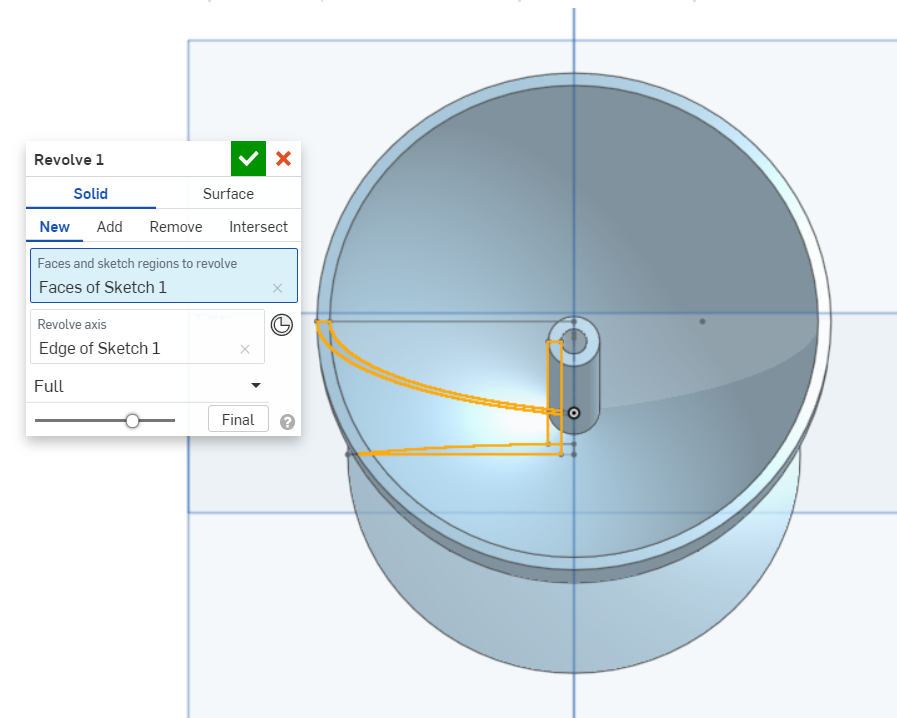 Revolve 1
Solid Surface
New Add Remove Intersect
Faces and sketch regions to revolve
Faces of Sketch 1
Revolve axis
Edge of Sketch 1
Full
Final